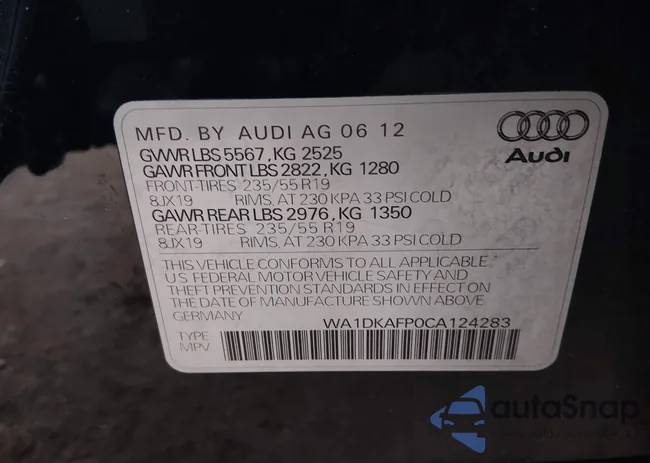 MFD. BY AUDI AG 06 12
GVWR LBS 5567, KG 2525
GAWR FRONT LBS 2822, KG 1280
FRONT-TIRES 235/55 R19
8JX19 RIMS, AT 230 KPA 33 PSI COLD
GAWR REAR LBS 2976, KG 1350
REAR-TIRES 235/55 R19
8JX19 RIMS, AT 230 KPA 33 PSI COLD
Audi
THIS VEHICLE CONFORMS TO ALL APPLICABLE
U.S FEDERAL MOTOR VEHICLE SAFETY AND
THEFT PREVENTION STANDARDS IN EFFECT ON
THE DATE OF MANUFACTURE SHOWN ABOVE.
GERMANY WA1DKAFP0CA124283
TYPE
MPV
autaSnap